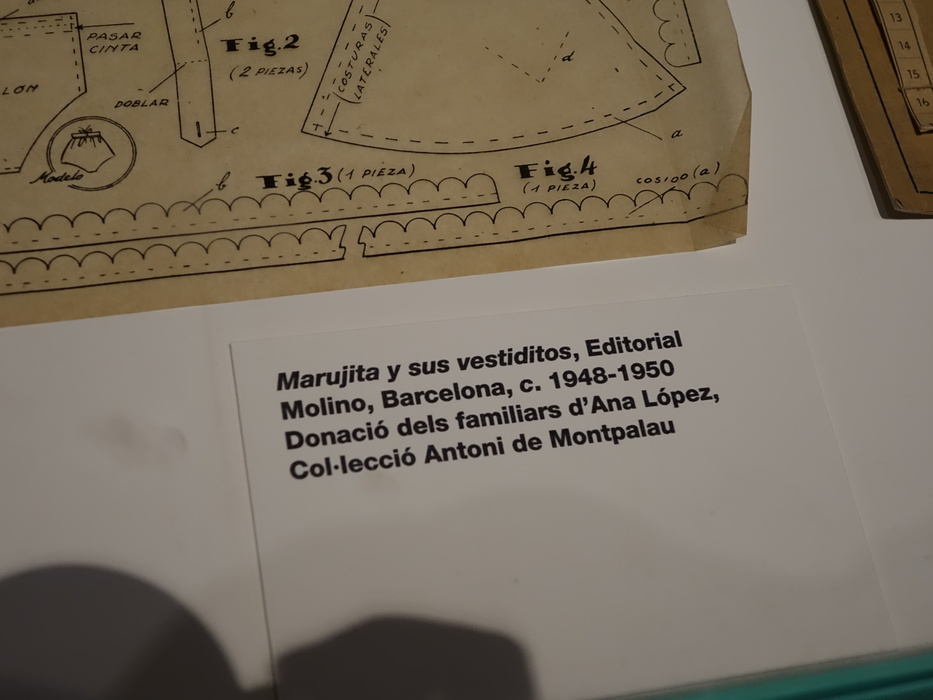 b
PASAR
CINTA
Fig.2
(2 PIEZAS)
DOBLAR
c
Modelo
COSTURAS
(LATERALES)
d
a
b
Fig.3 (1 PIEZA)
Fig.4
(1 PIEZA)
COSIDO (a)
13
14
15
16
Marujita y sus vestiditos, Editorial
Molino, Barcelona, c. 1948-1950
Donació dels familiars d'Ana López,
Col·lecció Antoni de Montpalau